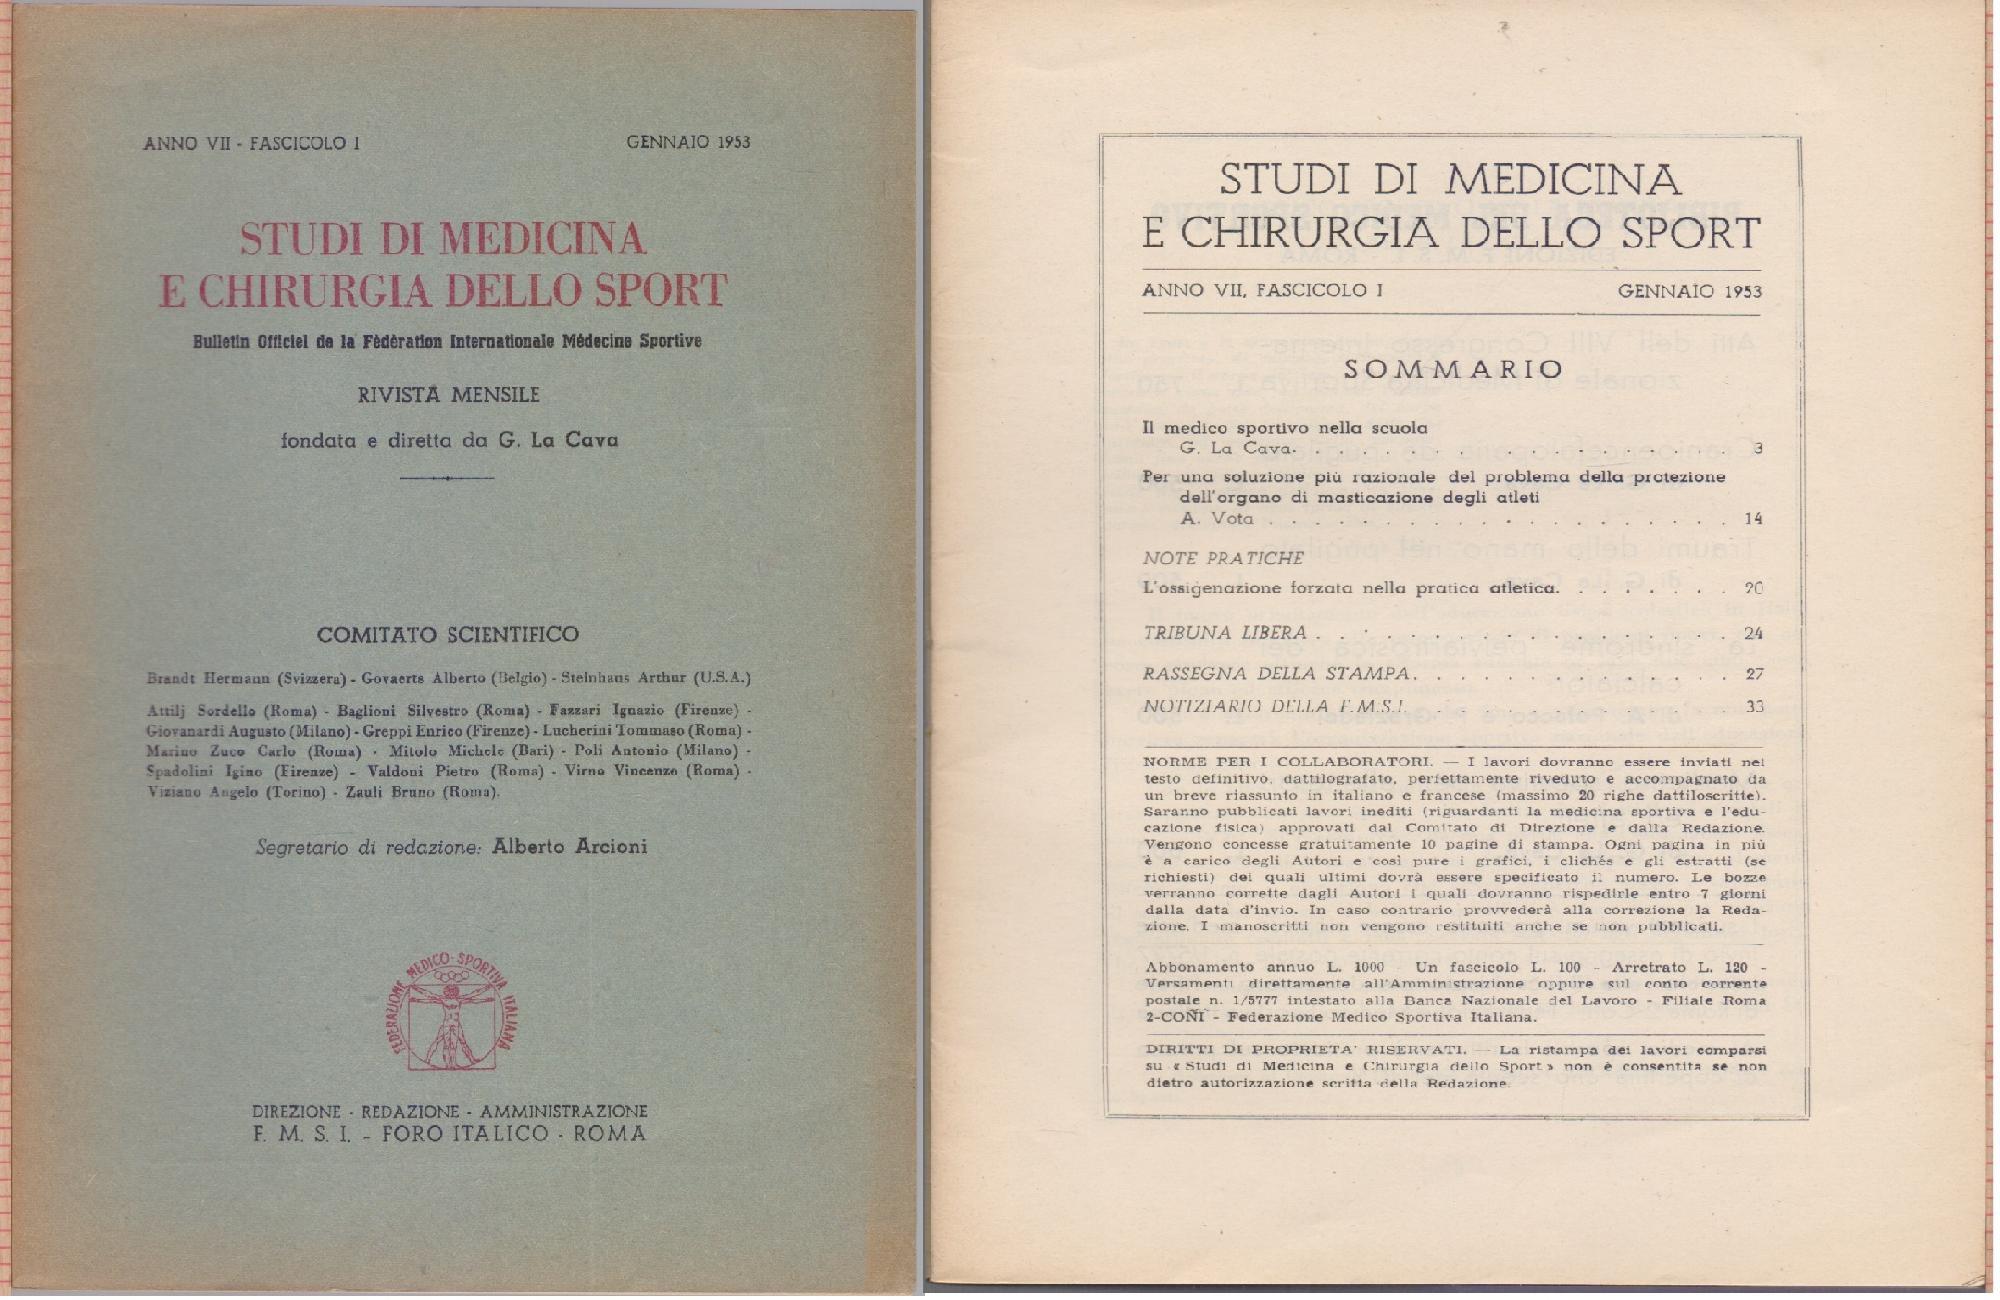 ANNO VII - FASCICOLO I GENNAIO 1953
STUDI DI MEDICINA
E CHIRURGIA DELLO SPORT
Bulletin Officiel de la Fèdèration Internationale Médecine Sportive
RIVISTA MENSILE
fondata e diretta da G. La Cava
COMITATO SCIENTIFICO
Brandt Hermann (Svizzera) - Govaerts Alberto (Belgio) - Steinhaus Arthur (U.S.A.)
Attilj Sordello (Roma) - Baglioni Silvestro (Roma) - Fazzari Ignazio (Firenze) -
Giovanardi Augusto (Milano) - Greppi Enrico (Firenze) - Lucherini Tommaso (Roma) -
Marino Zuco Carlo (Roma) - Mitolo Michele (Bari) - Poli Antonio (Milano) -
Spadolini Igino (Firenze) - Valdoni Pietro (Roma) - Virno Vincenzo (Roma) -
Viziano Angelo (Torino) - Zauli Bruno (Roma).
Segretario di redazione: Alberto Arcioni
FEDERAZIONE MEDICO-SPORTIVA ITALIANA
DIREZIONE - REDAZIONE - AMMINISTRAZIONE
F. M. S. I. - FORO ITALICO - ROMA
STUDI DI MEDICINA
E CHIRURGIA DELLO SPORT
ANNO VII, FASCICOLO I GENNAIO 1953
SOMMARIO
Il medico sportivo nella scuola
G. La Cava . . . . . . . . . . . . . . . . . . 3
Per una soluzione più razionale del problema della protezione
dell'organo di masticazione degli atleti
A. Vota . . . . . . . . . . . . . . . . . . . . 14
NOTE PRATICHE
L'ossigenazione forzata nella pratica atletica. . . . . . . . 20
TRIBUNA LIBERA . . . . . . . . . . . . . . . . . . 24
RASSEGNA DELLA STAMPA. . . . . . . . . . . . . . 27
NOTIZIARIO DELLA F.M.S.I. . . . . . . . . . . . . . . 33
NORME PER I COLLABORATORI. — I lavori dovranno essere inviati nel
testo definitivo, dattilografato, perfettamente riveduto e accompagnato da
un breve riassunto in italiano e francese (massimo 20 righe dattiloscritte).
Saranno pubblicati lavori inediti (riguardanti la medicina sportiva e l'edu-
cazione fisica) approvati dal Comitato di Direzione e dalla Redazione.
Vengono concesse gratuitamente 10 pagine di stampa. Ogni pagina in più
è a carico degli Autori e così pure i grafici, i clichés e gli estratti (se
richiesti) dei quali ultimi dovrà essere specificato il numero. Le bozze
verranno corrette dagli Autori i quali dovranno rispedirle entro 7 giorni
dalla data d'invio. In caso contrario provvederà alla correzione la Reda-
zione. I manoscritti non vengono restituiti anche se non pubblicati.
Abbonamento annuo L. 1000 - Un fascicolo L. 100 - Arretrato L. 120 -
Versamenti direttamente all'Amministrazione oppure sul conto corrente
postale n. 1/5777 intestato alla Banca Nazionale del Lavoro - Filiale Roma
2-CONI - Federazione Medico Sportiva Italiana.
DIRITTI DI PROPRIETA' RISERVATI. — La ristampa dei lavori comparsi
su « Studi di Medicina e Chirurgia dello Sport » non è consentita se non
dietro autorizzazione scritta della Redazione.